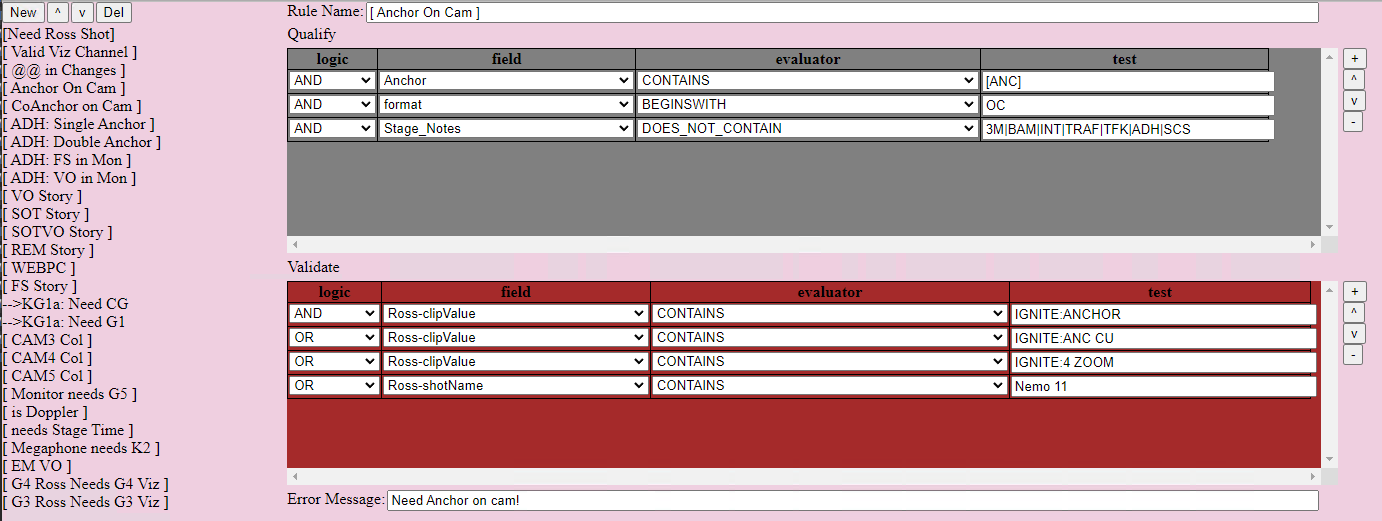 New ^ v Del
[Need Ross Shot]
[ Valid Viz Channel ]
[ @@ in Changes ]
[ Anchor On Cam ]
[ CoAnchor on Cam ]
[ ADH: Single Anchor ]
[ ADH: Double Anchor ]
[ ADH: FS in Mon ]
[ ADH: VO in Mon ]
[ VO Story ]
[ SOT Story ]
[ SOTVO Story ]
[ REM Story ]
[ WEBPC ]
[ FS Story ]
-->KG1a: Need CG
-->KG1a: Need G1
[ CAM3 Col ]
[ CAM4 Col ]
[ CAM5 Col ]
[ Monitor needs G5 ]
[ is Doppler ]
[ needs Stage Time ]
[ Megaphone needs K2 ]
[ EM VO ]
[ G4 Ross Needs G4 Viz ]
[ G3 Ross Needs G3 Viz ]
Rule Name: [ Anchor On Cam ]
Qualify
logic field evaluator test
AND Anchor CONTAINS [ANC]
AND format BEGINSWITH OC
AND Stage_Notes DOES_NOT_CONTAIN 3M|BAM|INT|TRAF|TFK|ADH|SCS
+
^
v
-
Validate
logic field evaluator test
AND Ross-clipValue CONTAINS IGNITE:ANCHOR
OR Ross-clipValue CONTAINS IGNITE:ANC CU
OR Ross-clipValue CONTAINS IGNITE:4 ZOOM
OR Ross-shotName CONTAINS Nemo 11
+
^
v
-
Error Message: Need Anchor on cam!